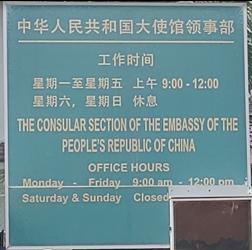 中华人民共和国大使馆领事部
工作时间
星期一至星期五 上午 9:00 - 12:00
星期六，星期日 休息
THE CONSULAR SECTION OF THE EMBASSY OF THE
PEOPLE'S REPUBLIC OF CHINA
OFFICE HOURS
Monday - Friday 9:00 am - 12:00 pm
Saturday & Sunday Closed